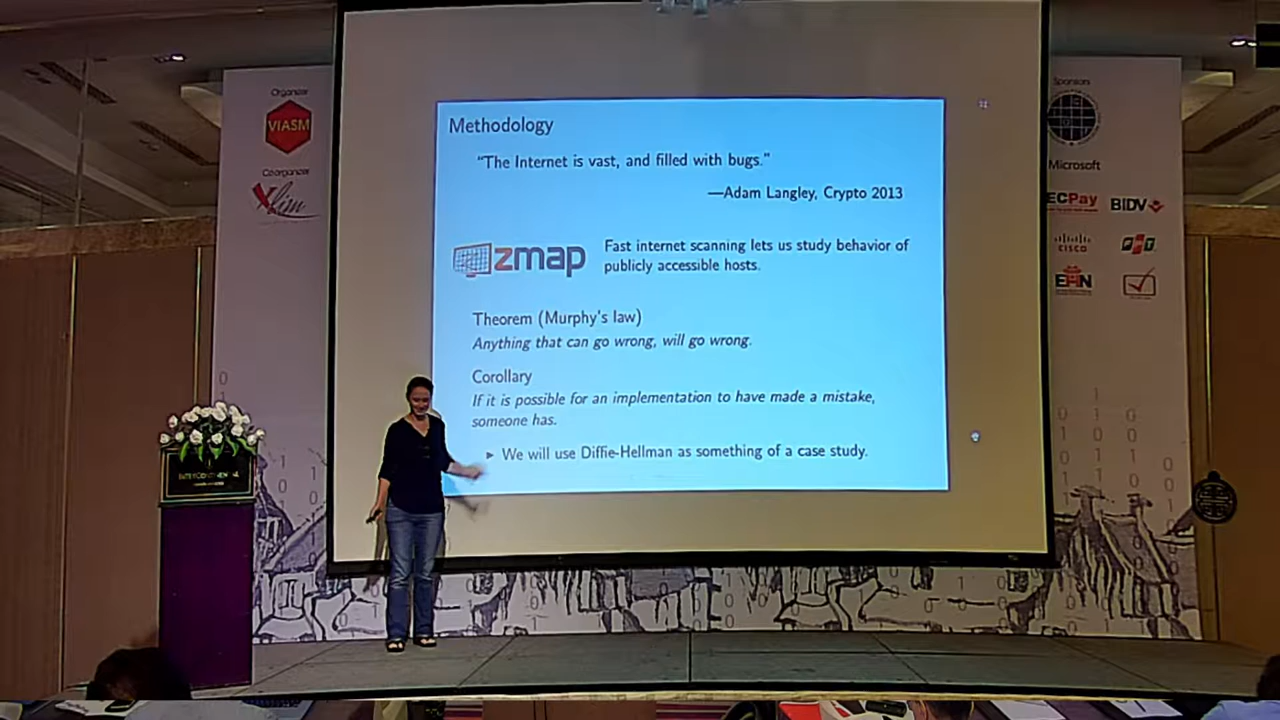 Organizer
VIASM
Co-organizer
Xlim
Methodology
"The Internet is vast, and filled with bugs."
—Adam Langley, Crypto 2013
zmap
Fast internet scanning lets us study behavior of
publicly accessible hosts.
Theorem (Murphy's law)
Anything that can go wrong, will go wrong.
Corollary
If it is possible for an implementation to have made a mistake,
someone has.
► We will use Diffie-Hellman as something of a case study.
Sponsors
Microsoft
ECPay
BIDV
CISCO
FPT
INTERCONTINENTAL